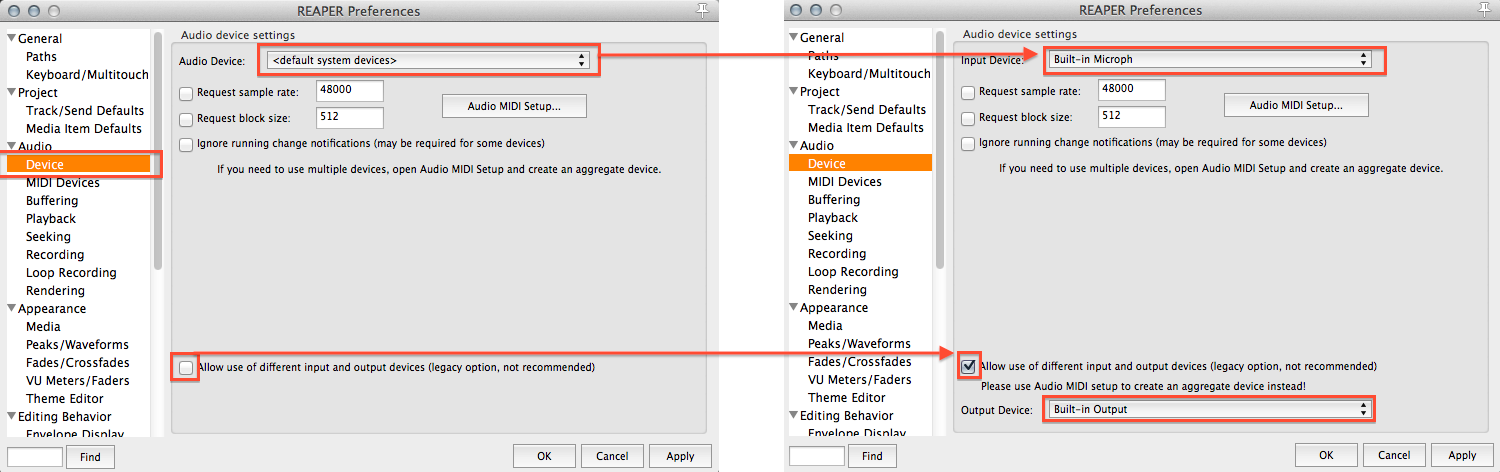 REAPER Preferences
General
Paths
Keyboard/Multitouch
Project
Track/Send Defaults
Media Item Defaults
Audio
Device
MIDI Devices
Buffering
Playback
Seeking
Recording
Loop Recording
Rendering
Appearance
Media
Peaks/Waveforms
Fades/Crossfades
VU Meters/Faders
Theme Editor
Editing Behavior
Envelope Display
Find
Audio device settings
Audio Device: <default system devices>
Request sample rate: 48000
Audio MIDI Setup...
Request block size: 512
Ignore running change notifications (may be required for some devices)
If you need to use multiple devices, open Audio MIDI Setup and create an aggregate device.
Allow use of different input and output devices (legacy option, not recommended)
OK Cancel Apply
REAPER Preferences
General
Paths
Keyboard/Multitouch
Project
Track/Send Defaults
Media Item Defaults
Audio
Device
MIDI Devices
Buffering
Playback
Seeking
Recording
Loop Recording
Rendering
Appearance
Media
Peaks/Waveforms
Fades/Crossfades
VU Meters/Faders
Theme Editor
Editing Behavior
Envelope Display
Find
Audio device settings
Input Device: Built-in Microph
Request sample rate: 48000
Audio MIDI Setup...
Request block size: 512
Ignore running change notifications (may be required for some devices)
If you need to use multiple devices, open Audio MIDI Setup and create an aggregate device.
Allow use of different input and output devices (legacy option, not recommended)
Please use Audio MIDI setup to create an aggregate device instead!
Output Device: Built-in Output
OK Cancel Apply